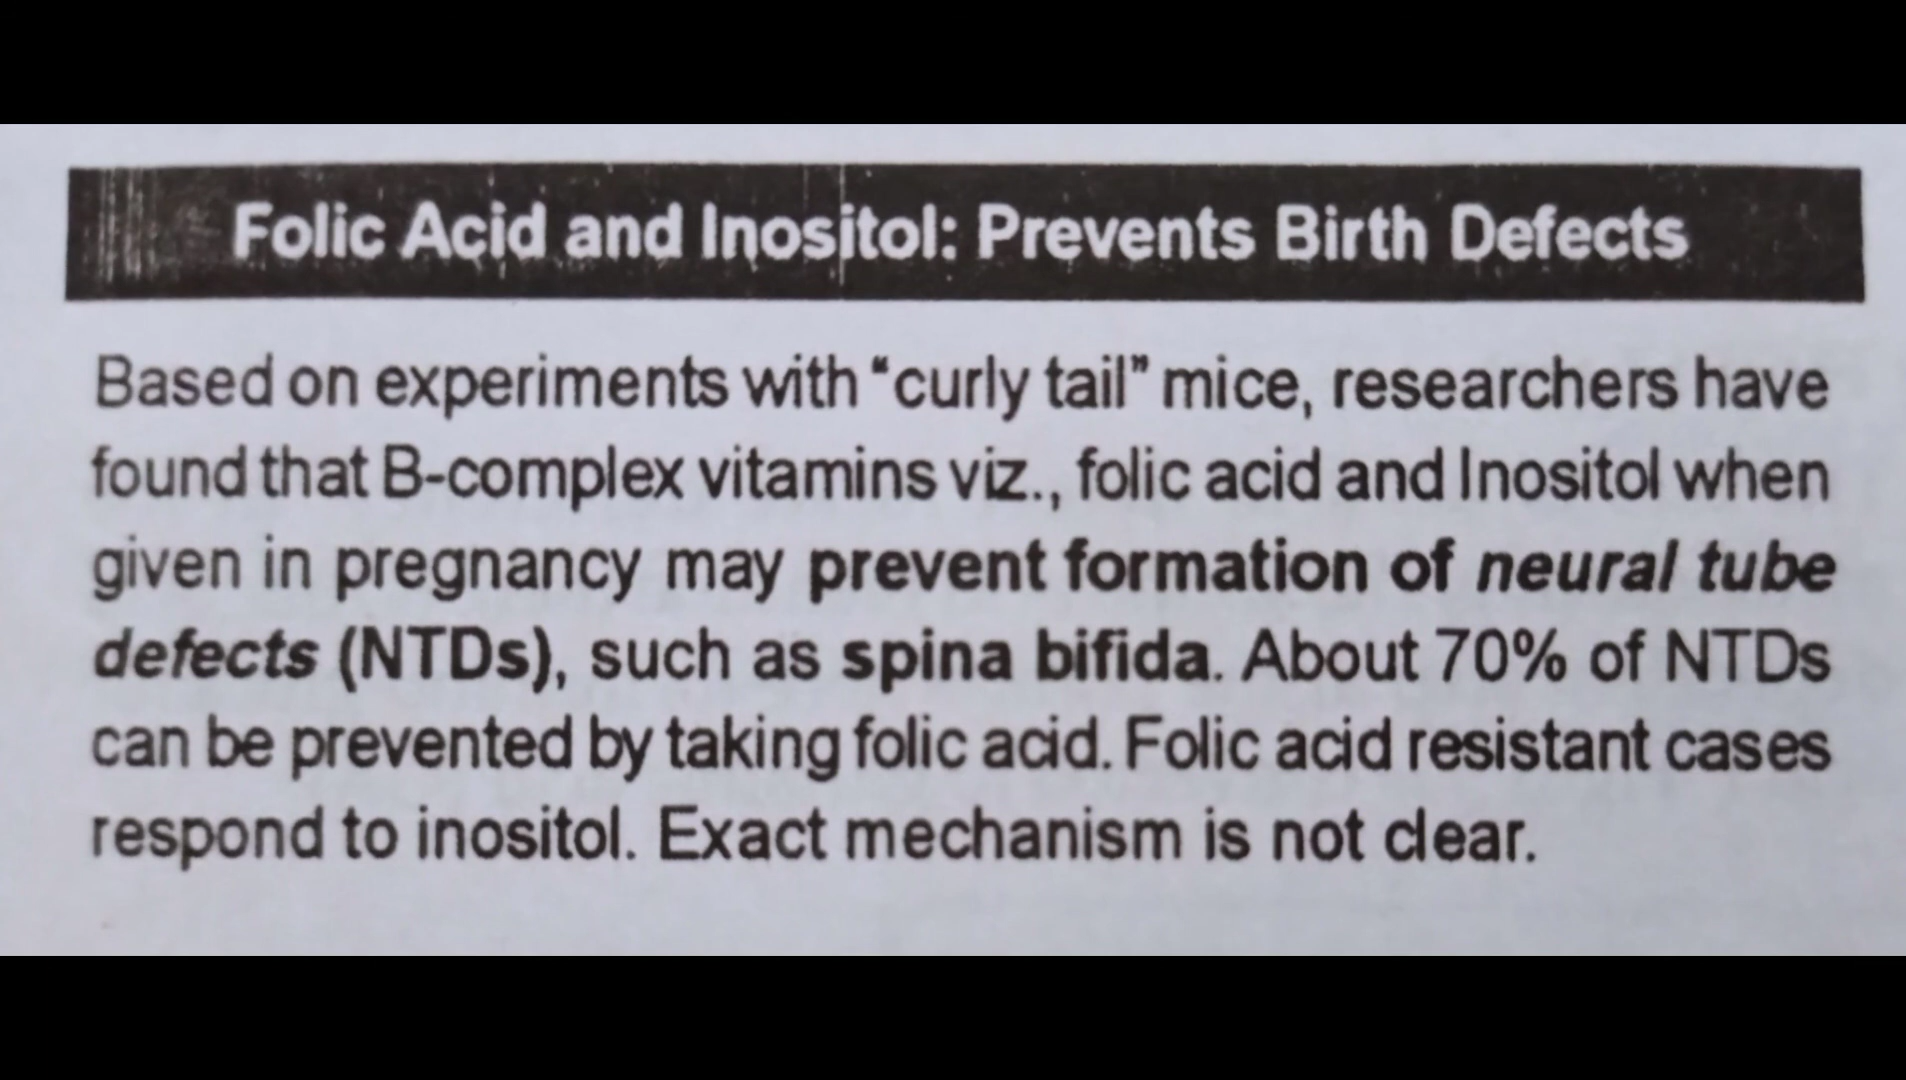 Folic Acid and Inositol: Prevents Birth Defects
Based on experiments with “curly tail” mice, researchers have
found that B-complex vitamins viz., folic acid and Inositol when
given in pregnancy may prevent formation of neural tube
defects (NTDs), such as spina bifida. About 70% of NTDs
can be prevented by taking folic acid. Folic acid resistant cases
respond to inositol. Exact mechanism is not clear.